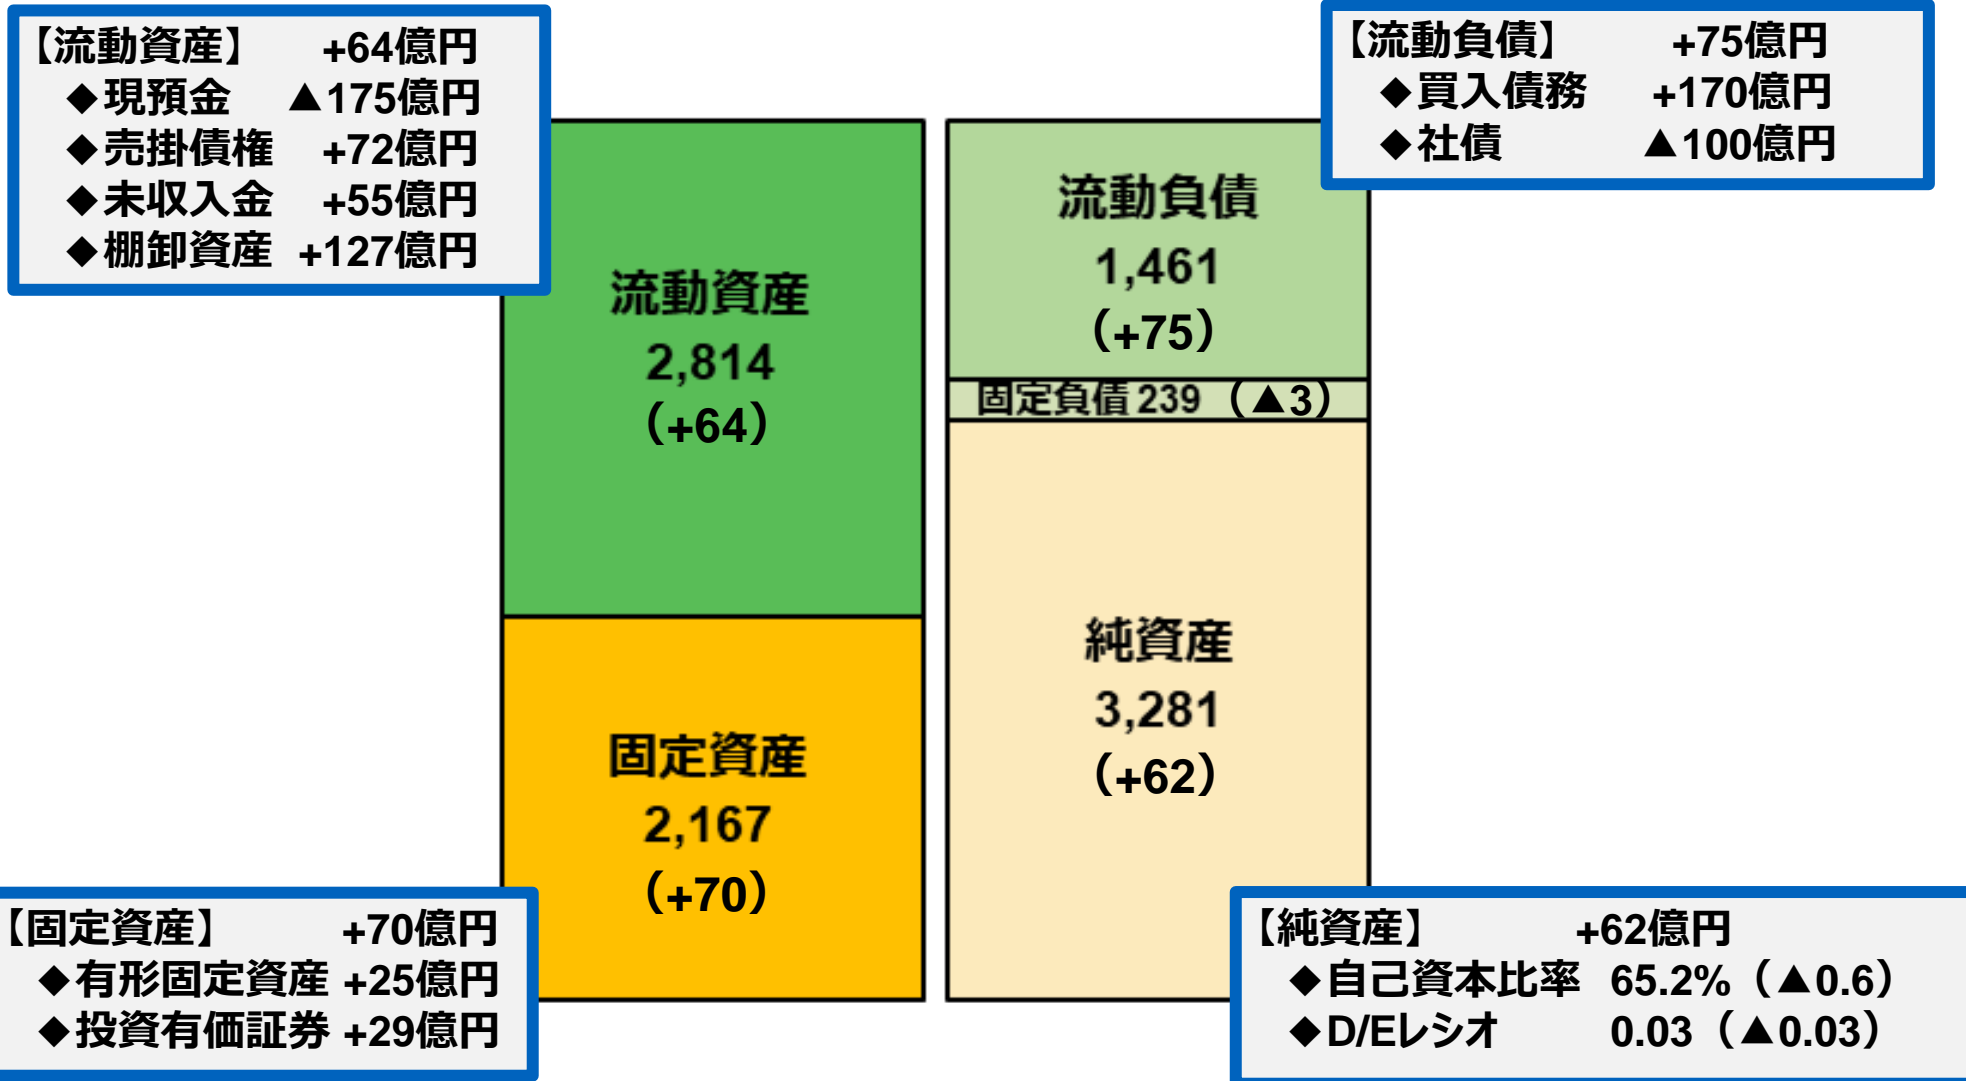 【流動資産】 +64億円
◆現預金 ▲175億円
◆売掛債権 +72億円
◆未収入金 +55億円
◆棚卸資産 +127億円
【流動負債】 +75億円
◆買入債務 +170億円
◆社債 ▲100億円
流動資産
2,814
（+64）
固定資産
2,167
（+70）
流動負債
1,461
（+75）
固定負債 239 （▲3）
純資産
3,281
（+62）
【固定資産】 +70億円
◆有形固定資産 +25億円
◆投資有価証券 +29億円
【純資産】 +62億円
◆自己資本比率 65.2%（▲0.6）
◆D/Eレシオ 0.03（▲0.03）